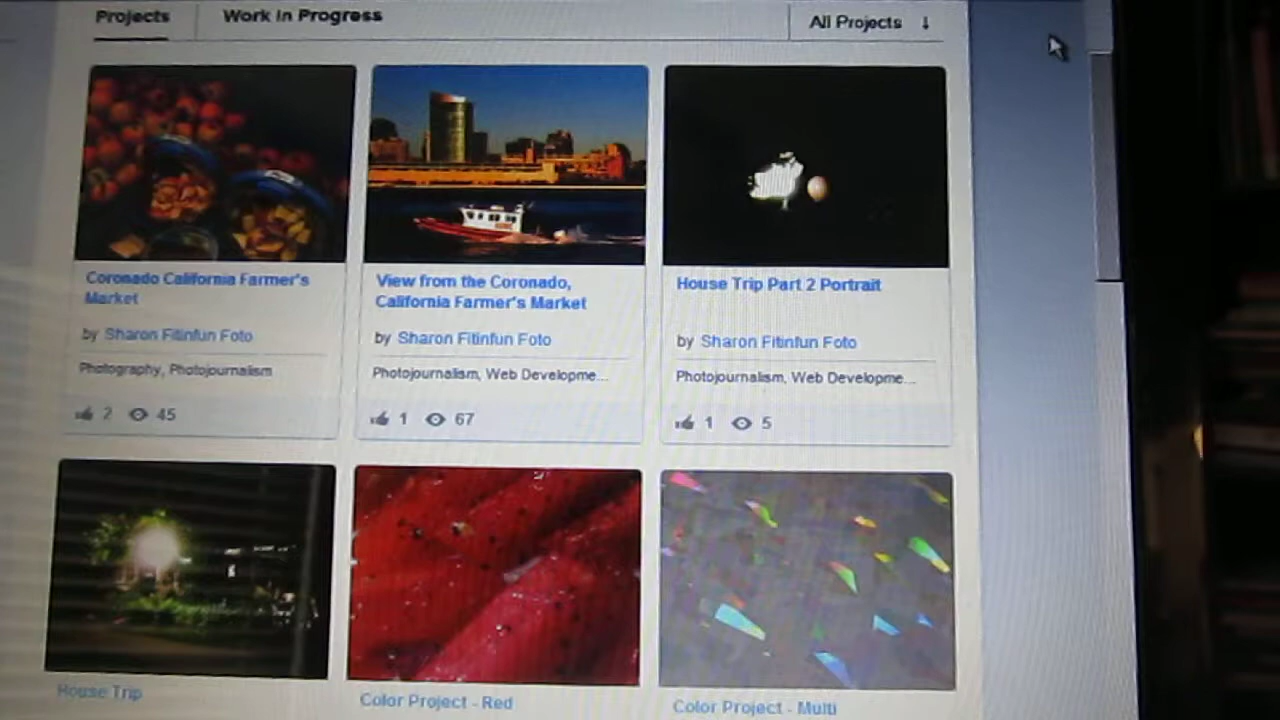 Projects
Work in Progress
All Projects ↓
Coronado California Farmer's
Market
by Sharon Fitinfun Foto
Photography, Photojournalism
2 45
View from the Coronado,
California Farmer's Market
by Sharon Fitinfun Foto
Photojournalism, Web Developme...
1 67
House Trip Part 2 Portrait
by Sharon Fitinfun Foto
Photojournalism, Web Developme...
1 5
House Trip
Color Project - Red
Color Project - Multi